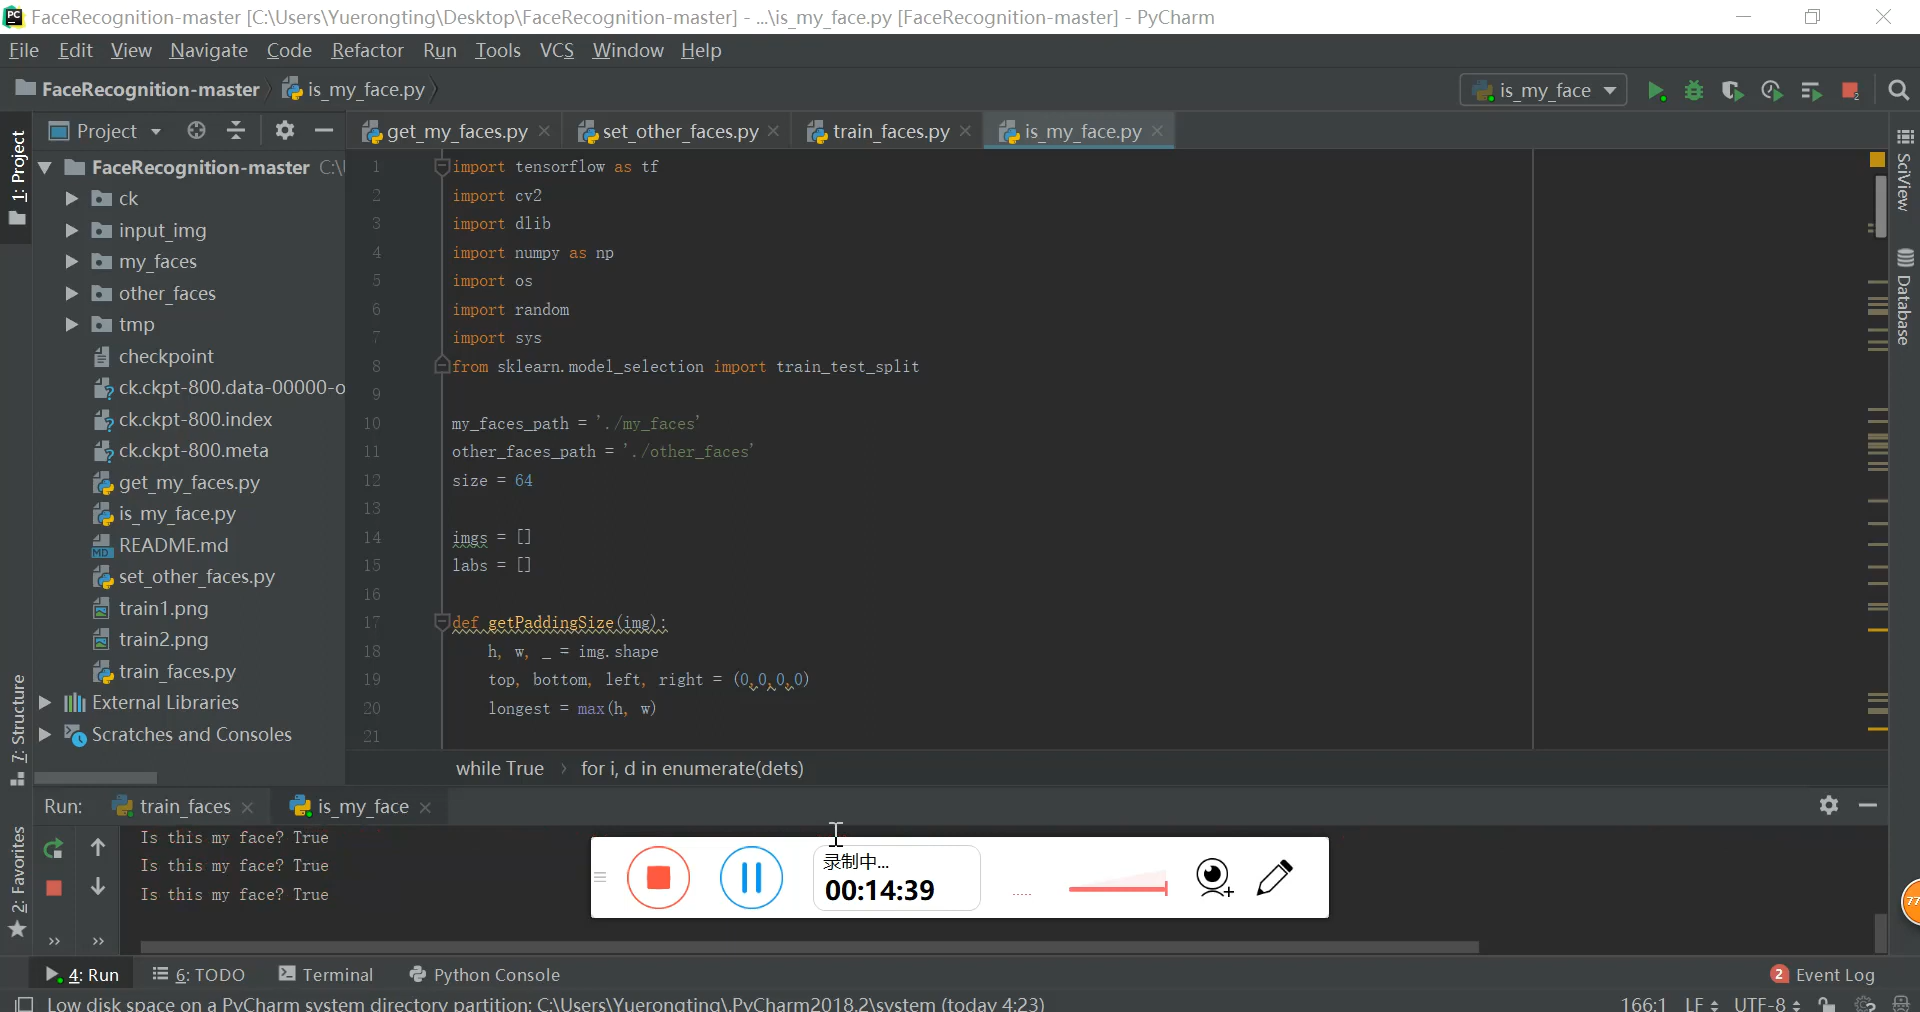 FaceRecognition-master [C:\Users\Yuerongting\Desktop\FaceRecognition-master] - ...\is_my_face.py [FaceRecognition-master] - PyCharm
File Edit View Navigate Code Refactor Run Tools VCS Window Help
FaceRecognition-master is_my_face.py is_my_face
Project get_my_faces.py set_other_faces.py train_faces.py is_my_face.py
1: Project
7: Structure
2: Favorites
FaceRecognition-master C:\
ck
input_img
my_faces
other_faces
tmp
checkpoint
ck.ckpt-800.data-00000-o
ck.ckpt-800.index
ck.ckpt-800.meta
get_my_faces.py
is_my_face.py
README.md
set_other_faces.py
train1.png
train2.png
train_faces.py
External Libraries
Scratches and Consoles
1 import tensorflow as tf
2 import cv2
3 import dlib
4 import numpy as np
5 import os
6 import random
7 import sys
8 from sklearn.model_selection import train_test_split
9
10 my_faces_path = './my_faces'
11 other_faces_path = './other_faces'
12 size = 64
13
14 imgs = []
15 labs = []
16
17 def getPaddingSize(img):
18 h, w, _ = img.shape
19 top, bottom, left, right = (0,0,0,0)
20 longest = max(h, w)
21
while True › for i, d in enumerate(dets)
SciView
Database
Run: train_faces is_my_face
Is this my face? True
Is this my face? True
Is this my face? True
录制中...
00:14:39
77
4: Run 6: TODO Terminal Python Console 2 Event Log
Low disk space on a PyCharm system directory partition: C:\Users\Yuerongting\.PyCharm2018.2\system (today 4:23) 166:1 LF UTF-8